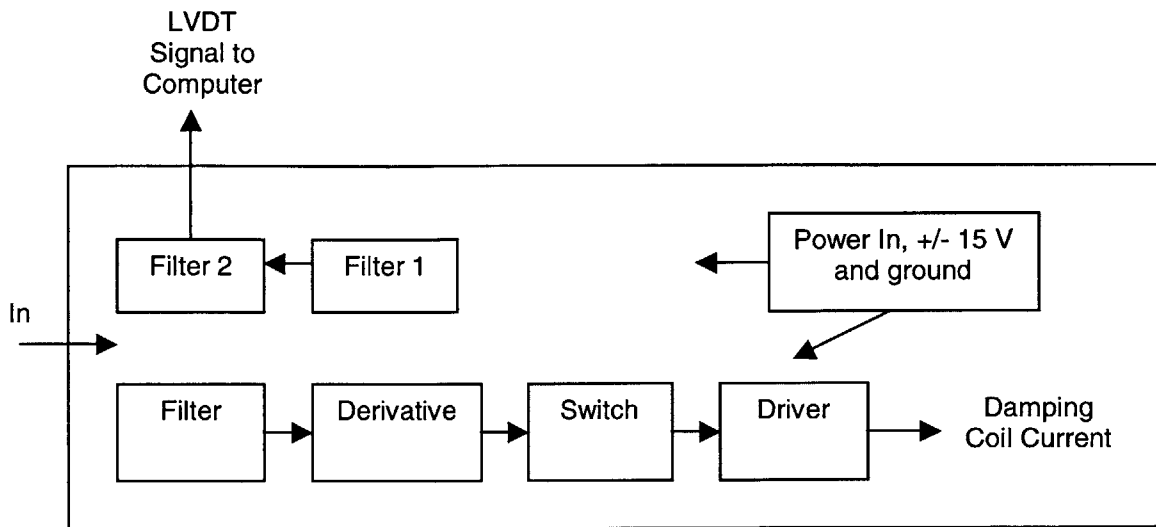 LVDT
Signal to
Computer
Filter 2
Filter 1
Power In, +/- 15 V
and ground
In
Filter
Derivative
Switch
Driver
Damping
Coil Current